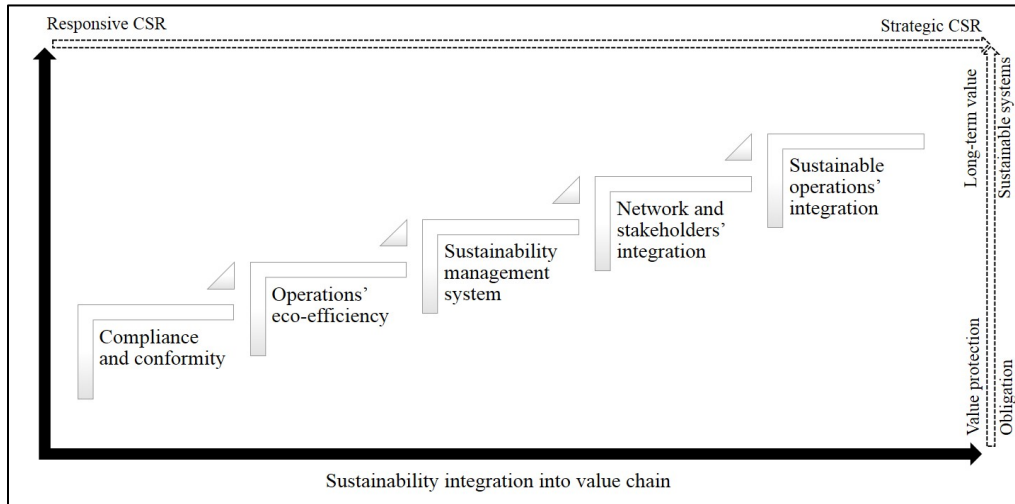 Responsive CSR
Strategic CSR
Long-term value
Sustainable systems
Sustainable
operations’
integration
Network and
stakeholders’
integration
Sustainability
management
system
Operations’
eco-efficiency
Compliance
and conformity
Value protection
Obligation
Sustainability integration into value chain